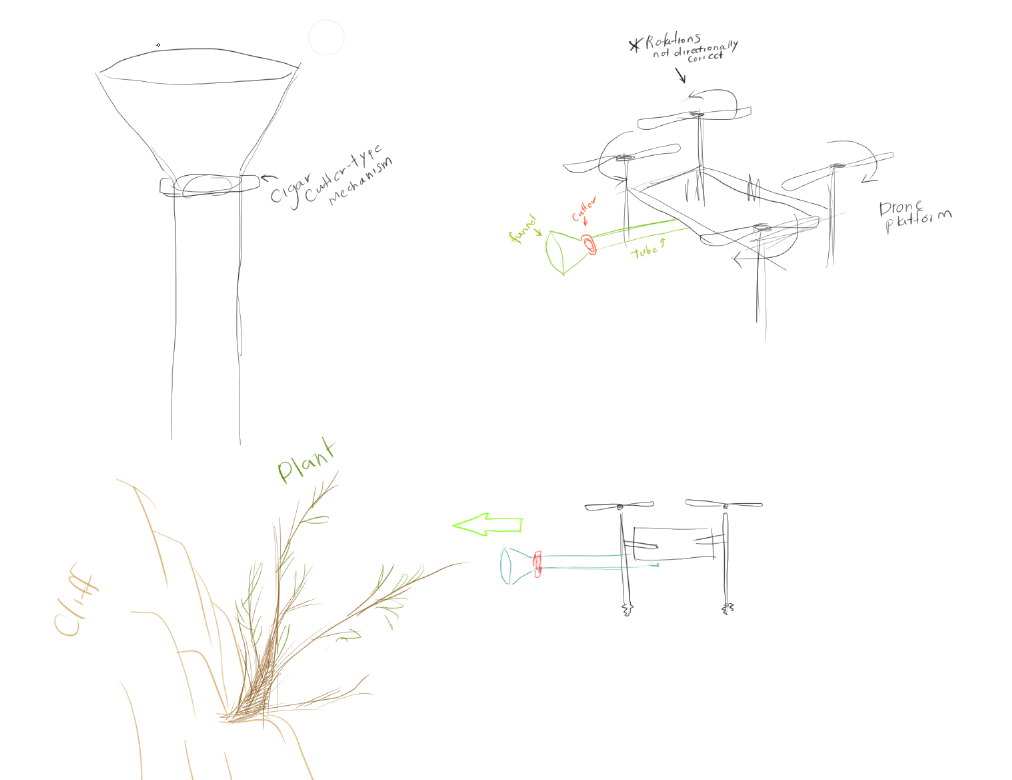 * Rotations
not directionally
correct
Cigar
Cutter-type
mechanism
funnel
Cutter
Tube
Drone
platform
Plant
Cliff